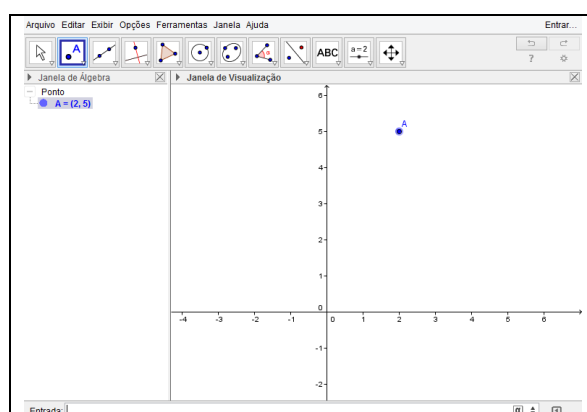 Arquivo Editar Exibir Opções Ferramentas Janela Ajuda Entrar...
A α ABC a=2 ?
Janela de Álgebra Janela de Visualização
Ponto
A = (2, 5)
A
6
5
4
3
2
1
0
-4 -3 -2 -1 0 1 2 3 4 5 6
-1
-2
Entrada: α